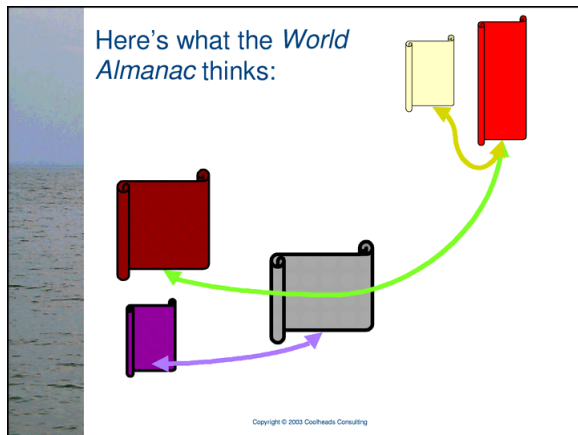 Here's what the World
Almanac thinks:
Copyright © 2003 Coolheads Consulting